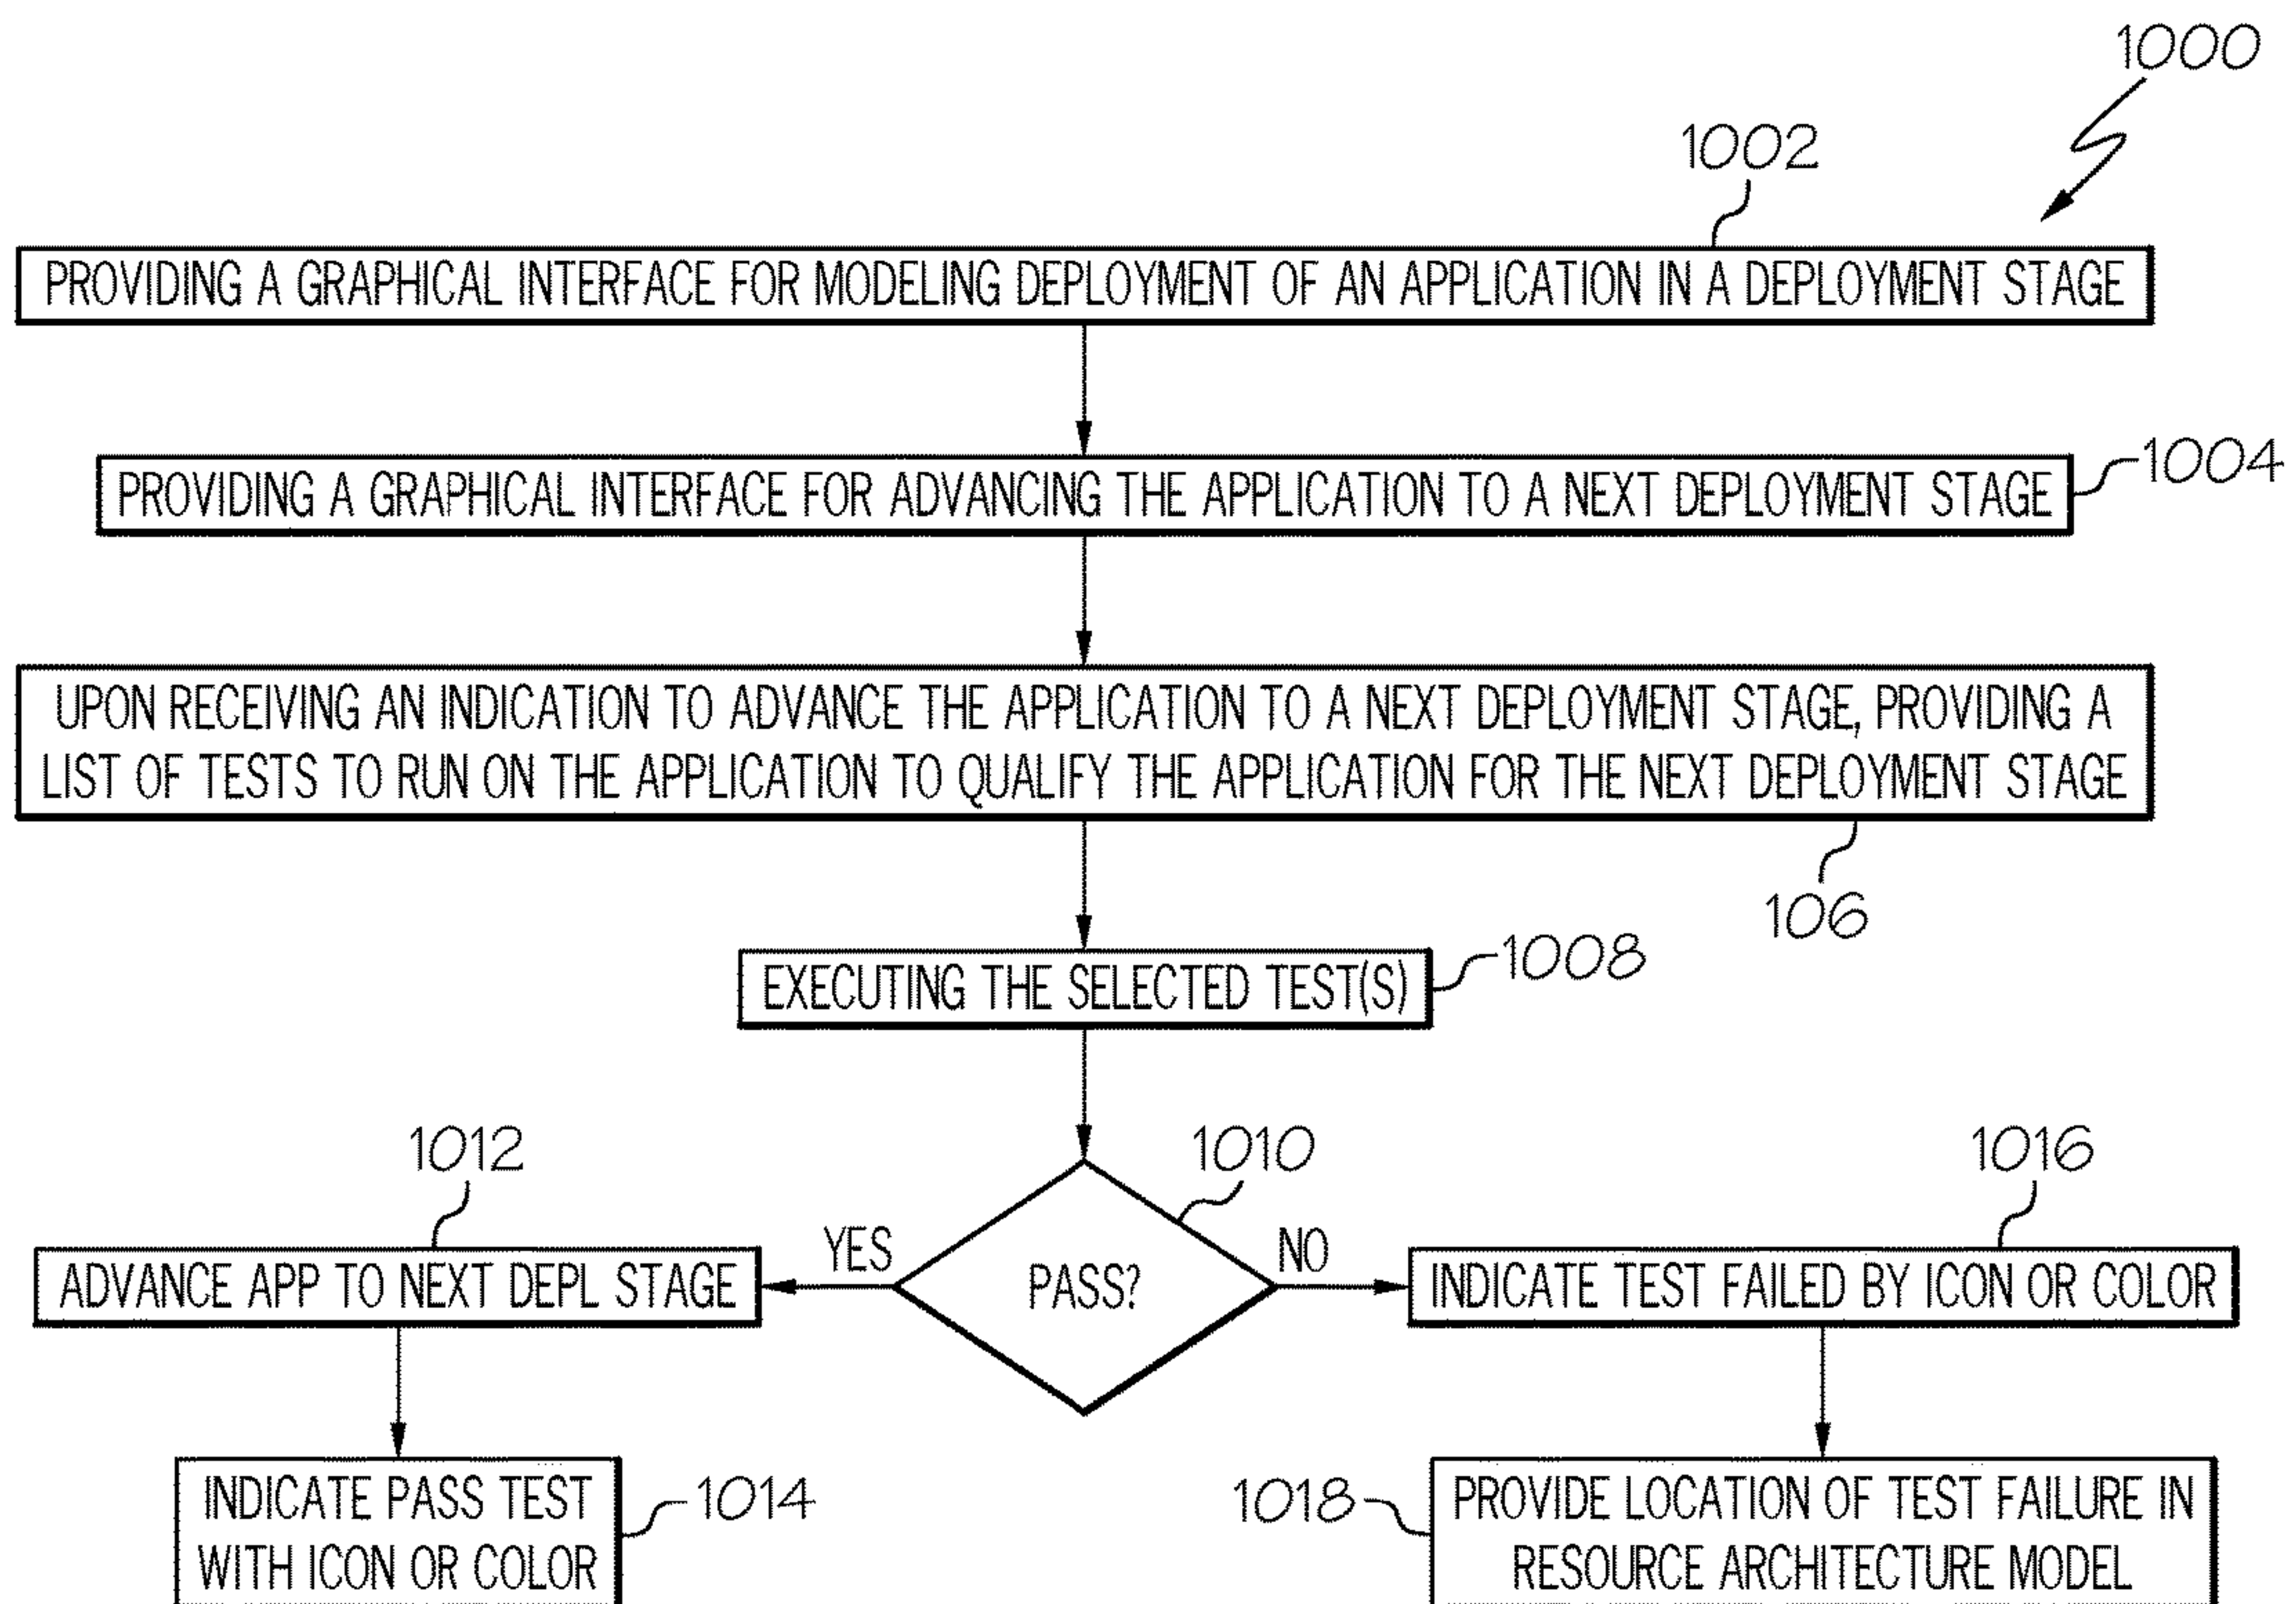 1000
1002
PROVIDING A GRAPHICAL INTERFACE FOR MODELING DEPLOYMENT OF AN APPLICATION IN A DEPLOYMENT STAGE
PROVIDING A GRAPHICAL INTERFACE FOR ADVANCING THE APPLICATION TO A NEXT DEPLOYMENT STAGE
1004
UPON RECEIVING AN INDICATION TO ADVANCE THE APPLICATION TO A NEXT DEPLOYMENT STAGE, PROVIDING A
LIST OF TESTS TO RUN ON THE APPLICATION TO QUALIFY THE APPLICATION FOR THE NEXT DEPLOYMENT STAGE
106
EXECUTING THE SELECTED TEST(S)
1008
1010
PASS?
YES
NO
1012
ADVANCE APP TO NEXT DEPL STAGE
1016
INDICATE TEST FAILED BY ICON OR COLOR
INDICATE PASS TEST
WITH ICON OR COLOR
1014
1018
PROVIDE LOCATION OF TEST FAILURE IN
RESOURCE ARCHITECTURE MODEL